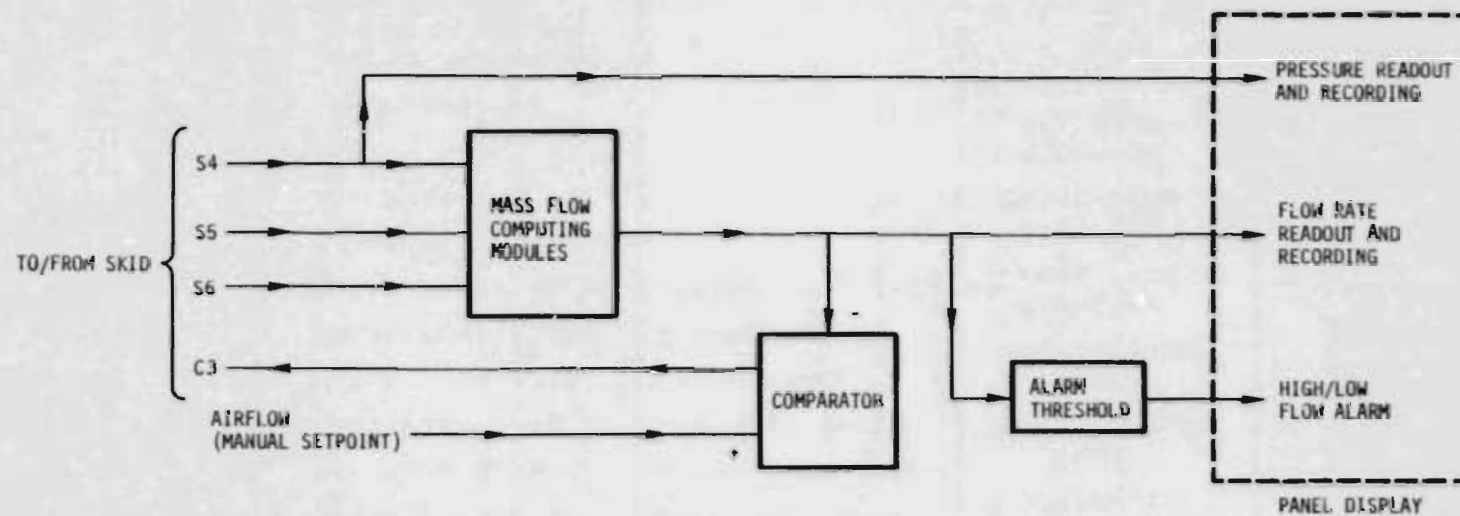 PRESSURE READOUT
AND RECORDING
S4
MASS FLOW
COMPUTING
MODULES
S5
FLOW RATE
READOUT AND
RECORDING
TO/FROM SKID
S6
-
C3
COMPARATOR
ALARM
THRESHOLD
HIGH/LOW
FLOW ALARM
AIRFLOW
(MANUAL SETPOINT)
+
PANEL DISPLAY